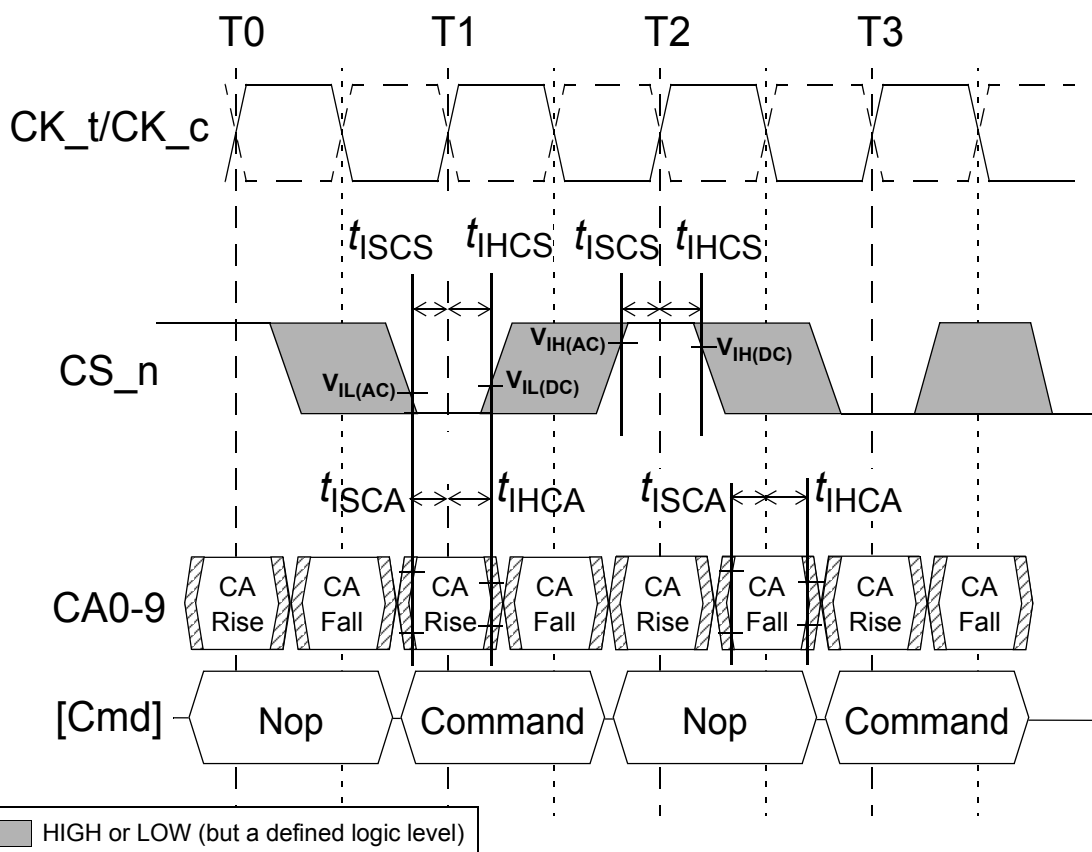 T0 T1 T2 T3
CK_t/CK_c
tISCS tIHCS tISCS tIHCS
CS_n
VIL(AC) VIL(DC) VIH(AC) VIH(DC)
tISCA tIHCA tISCA tIHCA
CA0-9
CA Rise CA Fall CA Rise CA Fall CA Rise CA Fall CA Rise CA Fall
[Cmd] Nop Command Nop Command
HIGH or LOW (but a defined logic level)